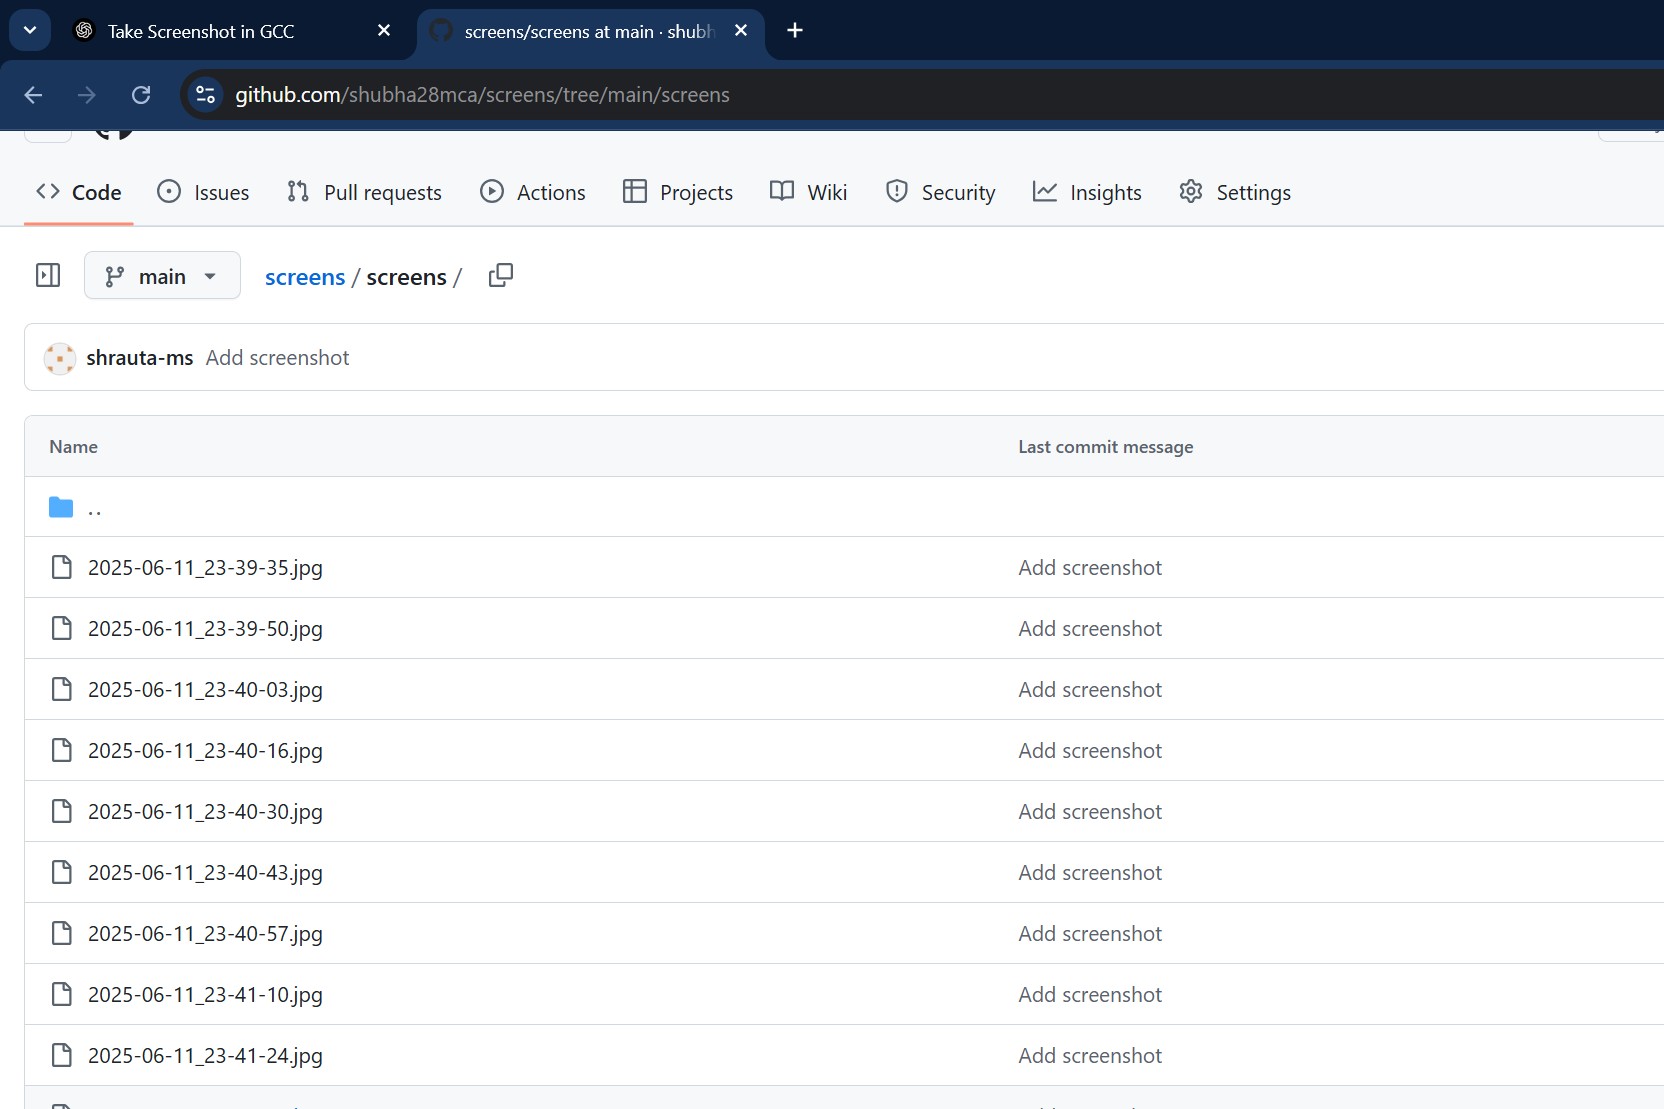 Take Screenshot in GCC
screens/screens at main · shubh
github.com/shubha28mca/screens/tree/main/screens
Code Issues Pull requests Actions Projects Wiki Security Insights Settings
main screens / screens /
shrauta-ms Add screenshot
Name Last commit message
..
2025-06-11_23-39-35.jpg Add screenshot
2025-06-11_23-39-50.jpg Add screenshot
2025-06-11_23-40-03.jpg Add screenshot
2025-06-11_23-40-16.jpg Add screenshot
2025-06-11_23-40-30.jpg Add screenshot
2025-06-11_23-40-43.jpg Add screenshot
2025-06-11_23-40-57.jpg Add screenshot
2025-06-11_23-41-10.jpg Add screenshot
2025-06-11_23-41-24.jpg Add screenshot